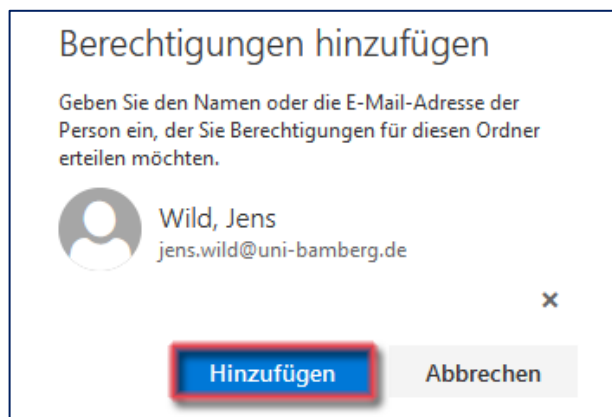 Berechtigungen hinzufügen
Geben Sie den Namen oder die E-Mail-Adresse der
Person ein, der Sie Berechtigungen für diesen Ordner
erteilen möchten.
Wild, Jens
jens.wild@uni-bamberg.de
Hinzufügen Abbrechen